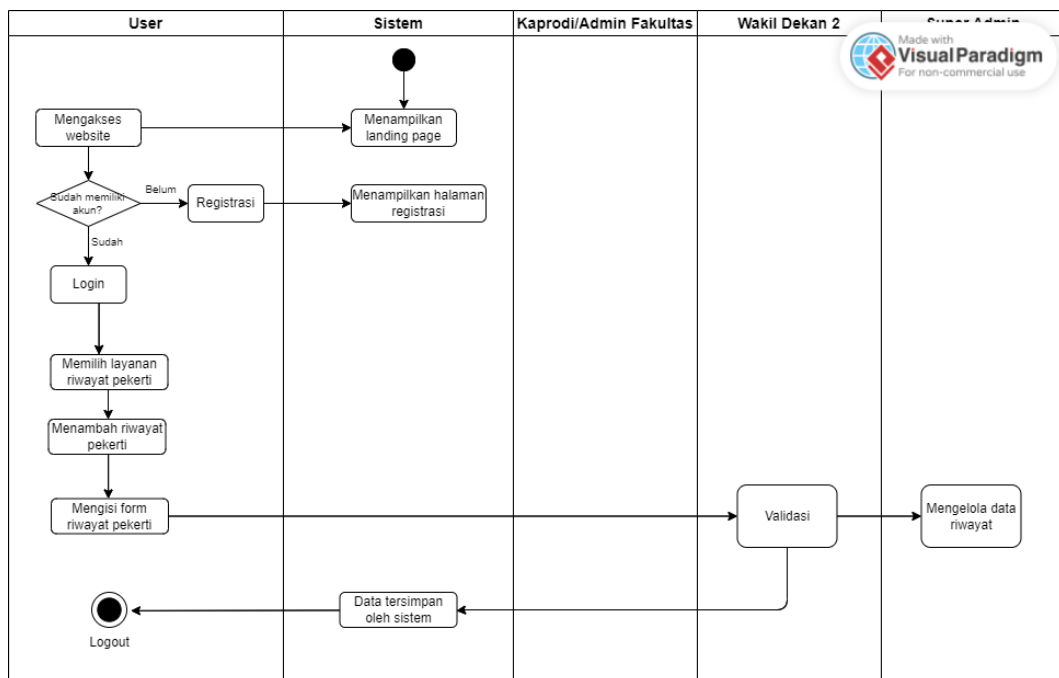 User
Sistem
Kaprodi/Admin Fakultas
Wakil Dekan 2
Super Admin
Made with
Visual Paradigm
For non-commercial use
Mengakses
website
Menampilkan
landing page
Sudah memiliki
akun?
Belum
Registrasi
Menampilkan halaman
registrasi
Sudah
Login
Memilih layanan
riwayat pekerti
Menambah riwayat
pekerti
Mengisi form
riwayat pekerti
Validasi
Mengelola data
riwayat
Data tersimpan
oleh sistem
Logout